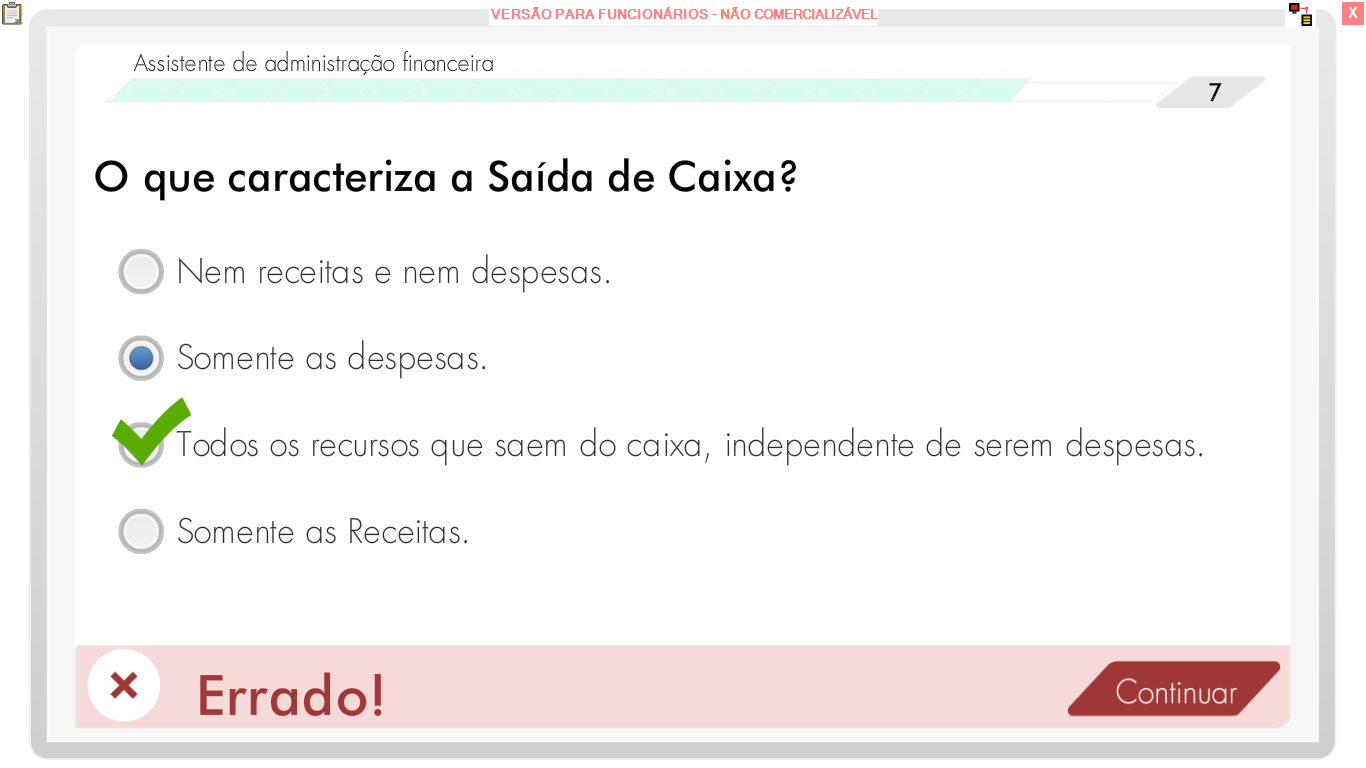 VERSÃO PARA FUNCIONÁRIOS - NÃO COMERCIALIZÁVEL
X
Assistente de administração financeira
7
O que caracteriza a Saída de Caixa?
Nem receitas e nem despesas.
Somente as despesas.
Todos os recursos que saem do caixa, independente de serem despesas.
Somente as Receitas.
Errado!
Continuar